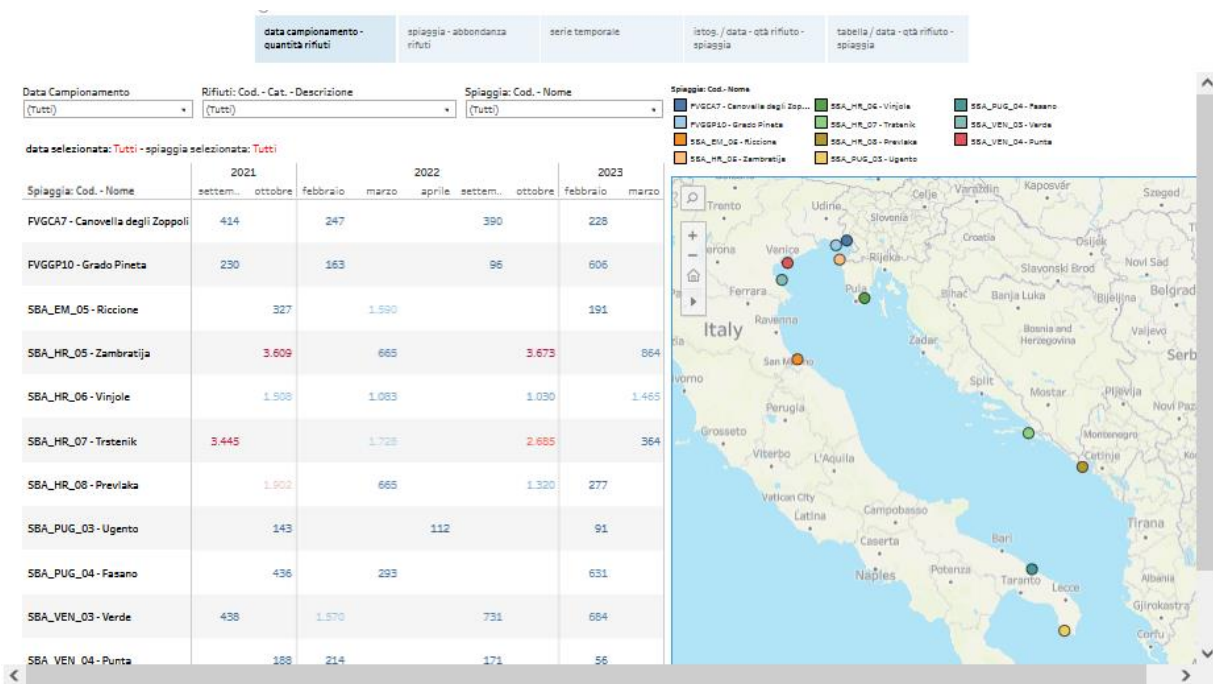 data campionamento -
quantità rifiuti
spiaggia - abbondanza
rifuti
serie temporale
istog. / data - qtà rifiuto -
spiaggia
tabella / data - qtà rifiuto -
spiaggia
Data Campionamento
(Tutti)
Rifiuti: Cod. - Cat. - Descrizione
(Tutti)
Spiaggia: Cod. - Nome
(Tutti)
data selezionata: Tutti - spiaggia selezionata: Tutti
Spiaggia: Cod.- Nome
FVGCA7 - Canovella degli Zop...
FVGGP10 - Grado Pineta
SBA_EM_05 - Riccione
SBA_HR_05 - Zambratija
SBA_HR_06 - Vinjole
SBA_HR_07 - Trstenik
SBA_HR_08 - Prevlaka
SBA_PUG_03 - Ugento
SBA_PUG_04 - Fasano
SBA_VEN_03 - Verde
SBA_VEN_04 - Punta
2021 2022 2023
Spiaggia: Cod. - Nome settem.. ottobre febbraio marzo aprile settem.. ottobre febbraio marzo
FVGCA7 - Canovella degli Zoppoli 414 247 390 228
FVGGP10 - Grado Pineta 230 163 96 606
SBA_EM_05 - Riccione 327 1.590 191
SBA_HR_05 - Zambratija 3.609 665 3.673 864
SBA_HR_06 - Vinjole 1.508 1.083 1.030 1.465
SBA_HR_07 - Trstenik 3.445 1.728 2.685 364
SBA_HR_08 - Prevlaka 1.902 665 1.320 277
SBA_PUG_03 - Ugento 143 112 91
SBA_PUG_04 - Fasano 436 293 631
SBA_VEN_03 - Verde 438 1.570 731 684
SBA_VEN_04 - Punta 188 214 171 56
Trento
Udine
Celje
Varaždin
Kaposvár
Szeged
Slovenia
Croatia
Osijek
erona
Venice
Rijeka
Slavonski Brod
Novi Sad
Ferrara
Pula
Bihać
Banja Luka
Bijeljina
Belgrad
Ravenna
Italy
Zadar
Bosnia and
Herzegovina
Valjevo
Serb
San Marino
Split
Mostar
Pljevlja
Novi Paz
vorno
Perugia
Grosseto
Montenegro
Viterbo
L'Aquila
Cetinje
Vatican City
Latina
Campobasso
Tirana
Caserta
Bari
Naples
Potenza
Taranto
Lecce
Albania
Gjirokastra
Corfu